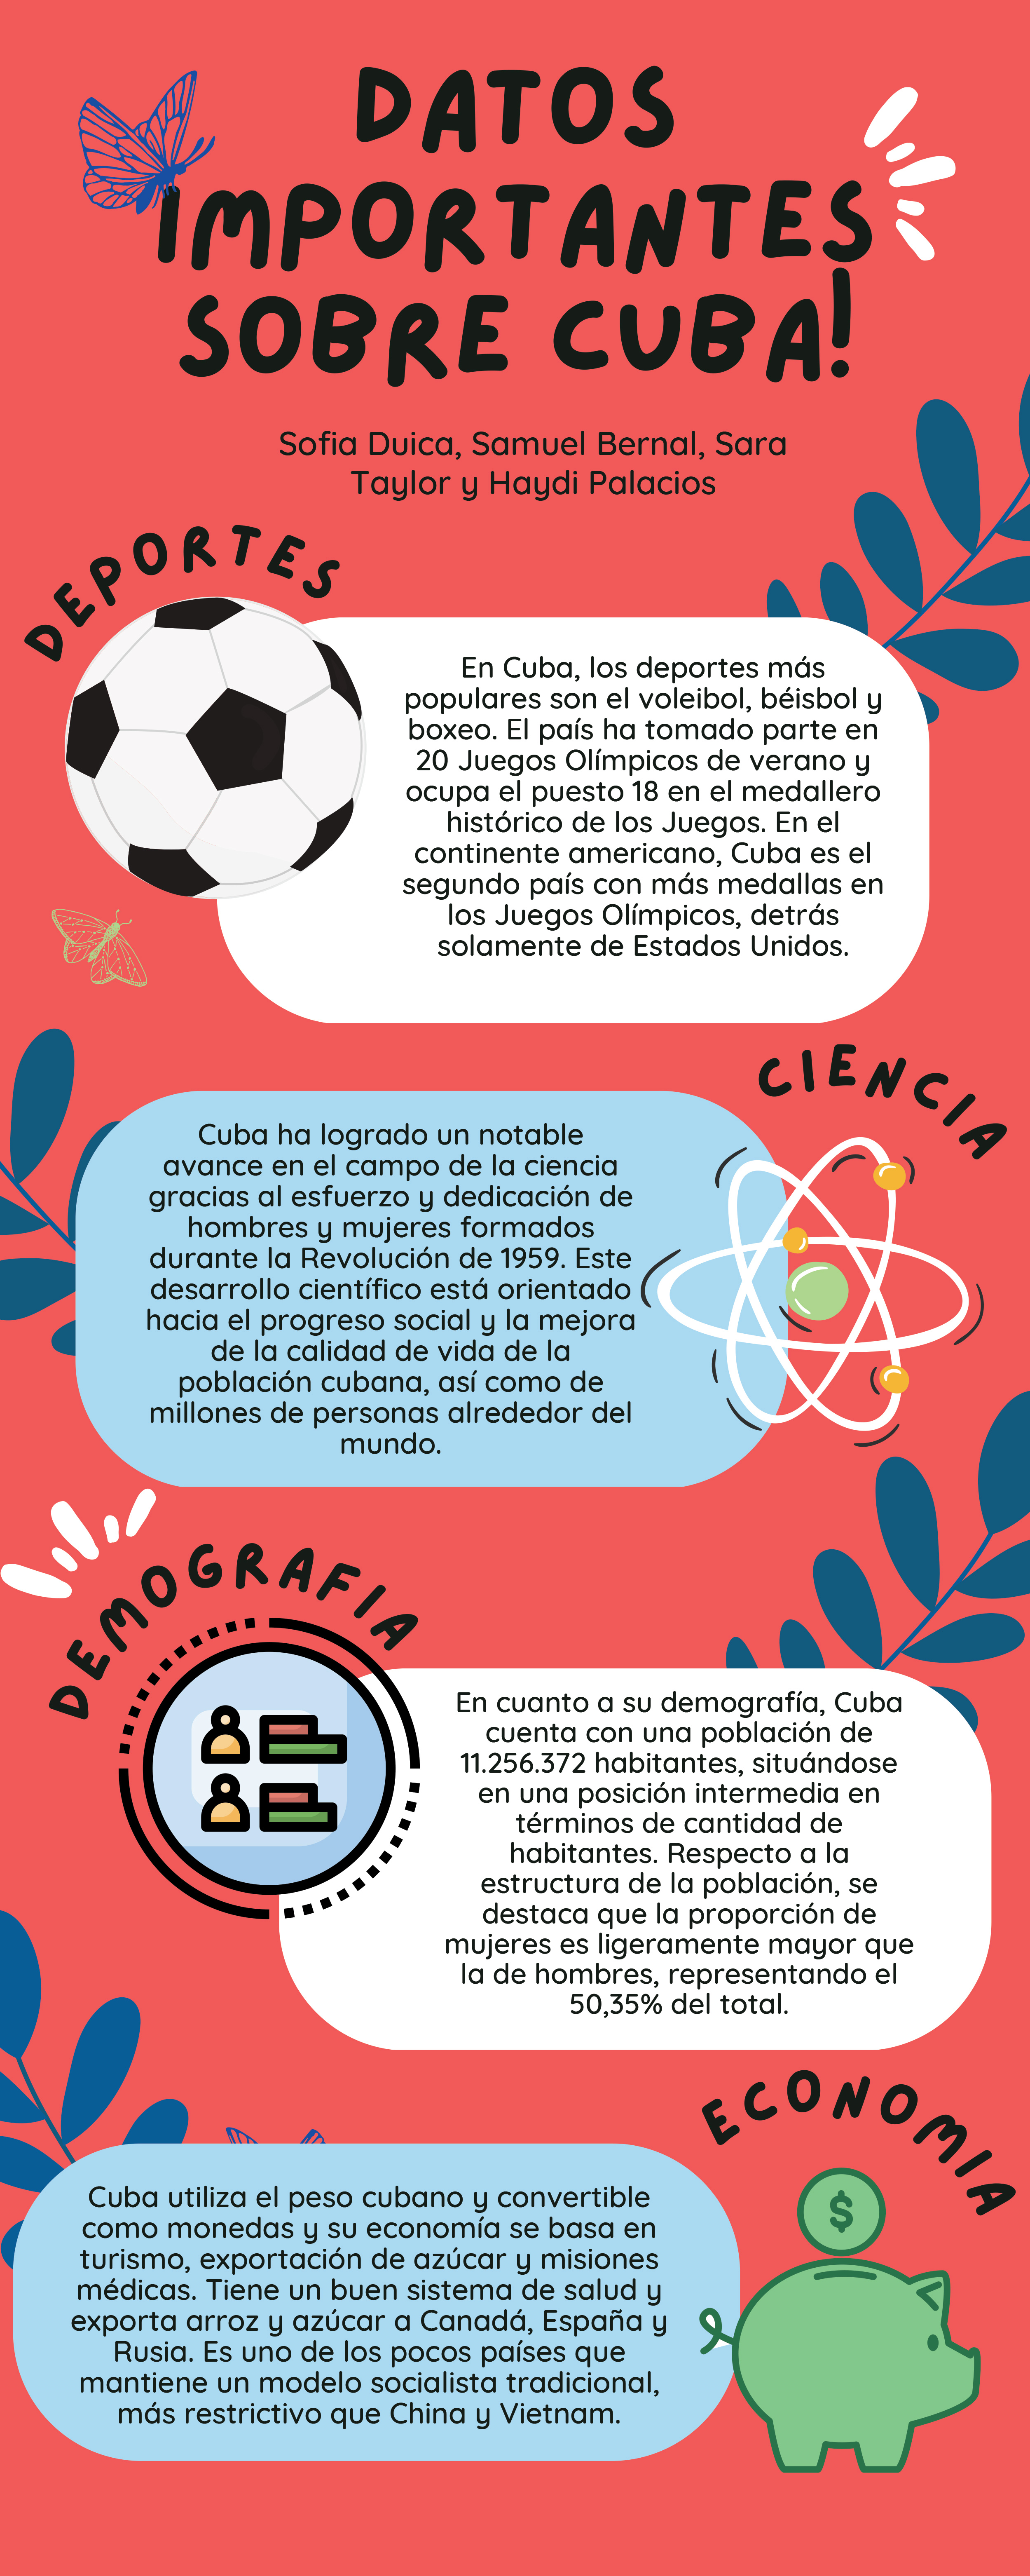 DATOS
IMPORTANTES
SOBRE CUBA!
Sofia Duica, Samuel Bernal, Sara
Taylor y Haydi Palacios
DEPORTES
En Cuba, los deportes más
populares son el voleibol, béisbol y
boxeo. El país ha tomado parte en
20 Juegos Olímpicos de verano y
ocupa el puesto 18 en el medallero
histórico de los Juegos. En el
continente americano, Cuba es el
segundo país con más medallas en
los Juegos Olímpicos, detrás
solamente de Estados Unidos.
CIENCIA
Cuba ha logrado un notable
avance en el campo de la ciencia
gracias al esfuerzo y dedicación de
hombres y mujeres formados
durante la Revolución de 1959. Este
desarrollo científico está orientado
hacia el progreso social y la mejora
de la calidad de vida de la
población cubana, así como de
millones de personas alrededor del
mundo.
DEMOGRAFIA
En cuanto a su demografía, Cuba
cuenta con una población de
11.256.372 habitantes, situándose
en una posición intermedia en
términos de cantidad de
habitantes. Respecto a la
estructura de la población, se
destaca que la proporción de
mujeres es ligeramente mayor que
la de hombres, representando el
50,35% del total.
ECONOMIA
$
Cuba utiliza el peso cubano y convertible
como monedas y su economía se basa en
turismo, exportación de azúcar y misiones
médicas. Tiene un buen sistema de salud y
exporta arroz y azúcar a Canadá, España y
Rusia. Es uno de los pocos países que
mantiene un modelo socialista tradicional,
más restrictivo que China y Vietnam.